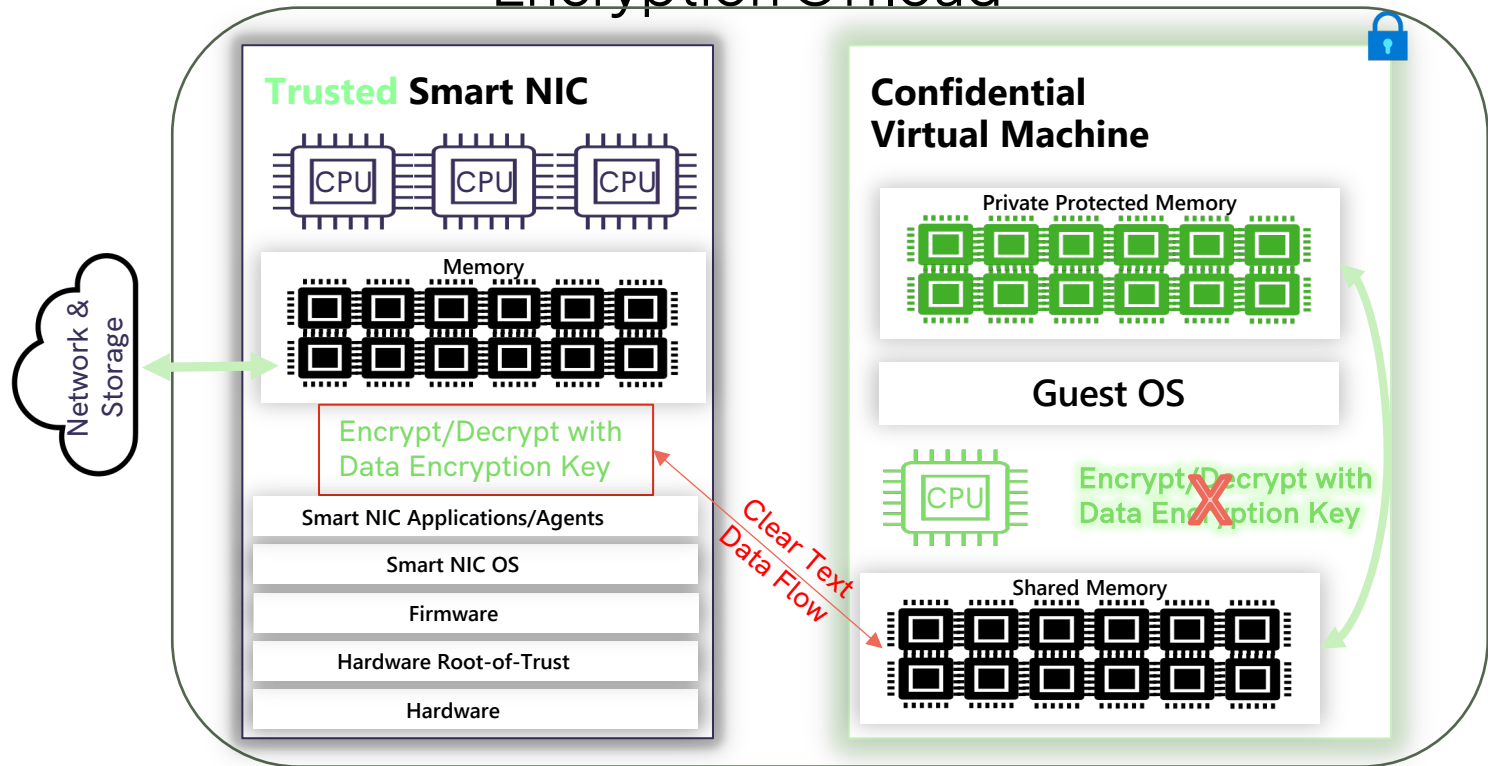 Encryption Offload
Trusted Smart NIC
CPU
CPU
CPU
Memory
Encrypt/Decrypt with
Data Encryption Key
Smart NIC Applications/Agents
Smart NIC OS
Firmware
Hardware Root-of-Trust
Hardware
Network &
Storage
Clear Text
Data Flow
Confidential
Virtual Machine
Private Protected Memory
Guest OS
CPU
Encrypt/Decrypt with
Data Encryption Key
X
Shared Memory